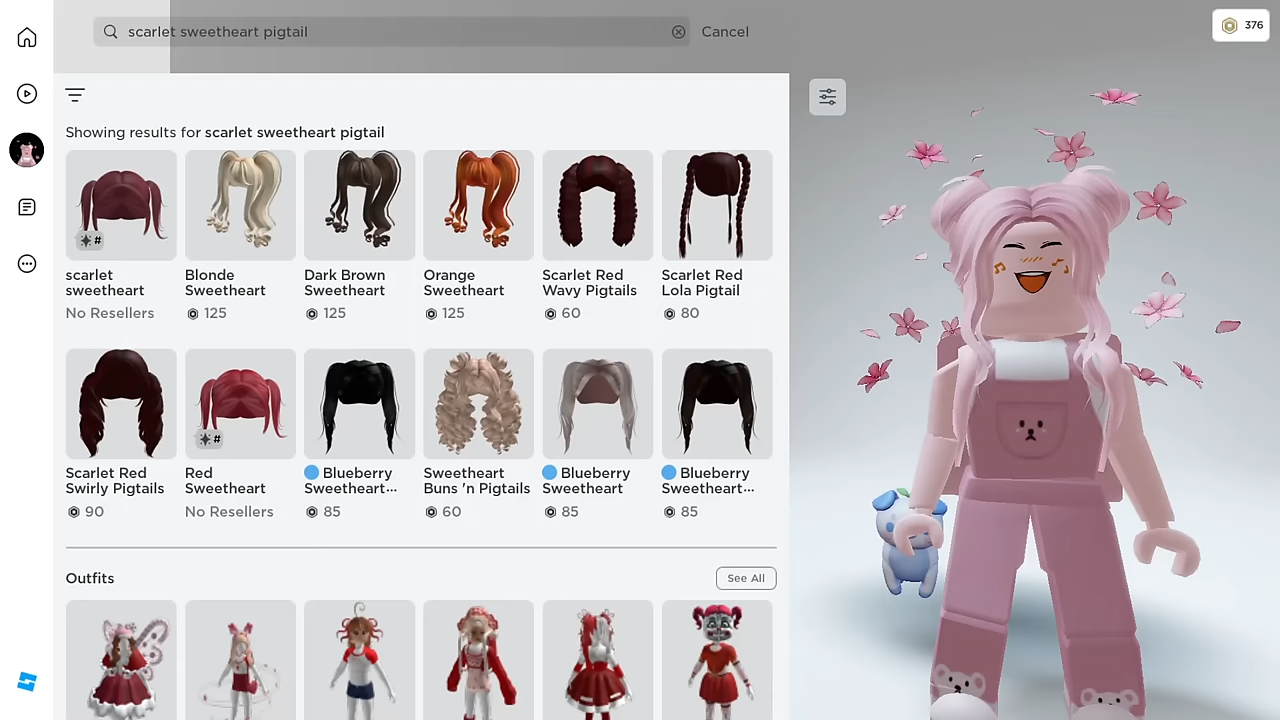 scarlet sweetheart pigtail
Cancel
376
Showing results for scarlet sweetheart pigtail
#
scarlet
sweetheart
No Resellers
Blonde
Sweetheart
125
Dark Brown
Sweetheart
125
Orange
Sweetheart
125
Scarlet Red
Wavy Pigtails
60
Scarlet Red
Lola Pigtail
80
#
Scarlet Red
Swirly Pigtails
90
Red
Sweetheart
No Resellers
Blueberry
Sweetheart...
85
Sweetheart
Buns 'n Pigtails
60
Blueberry
Sweetheart
85
Blueberry
Sweetheart...
85
Outfits
See All